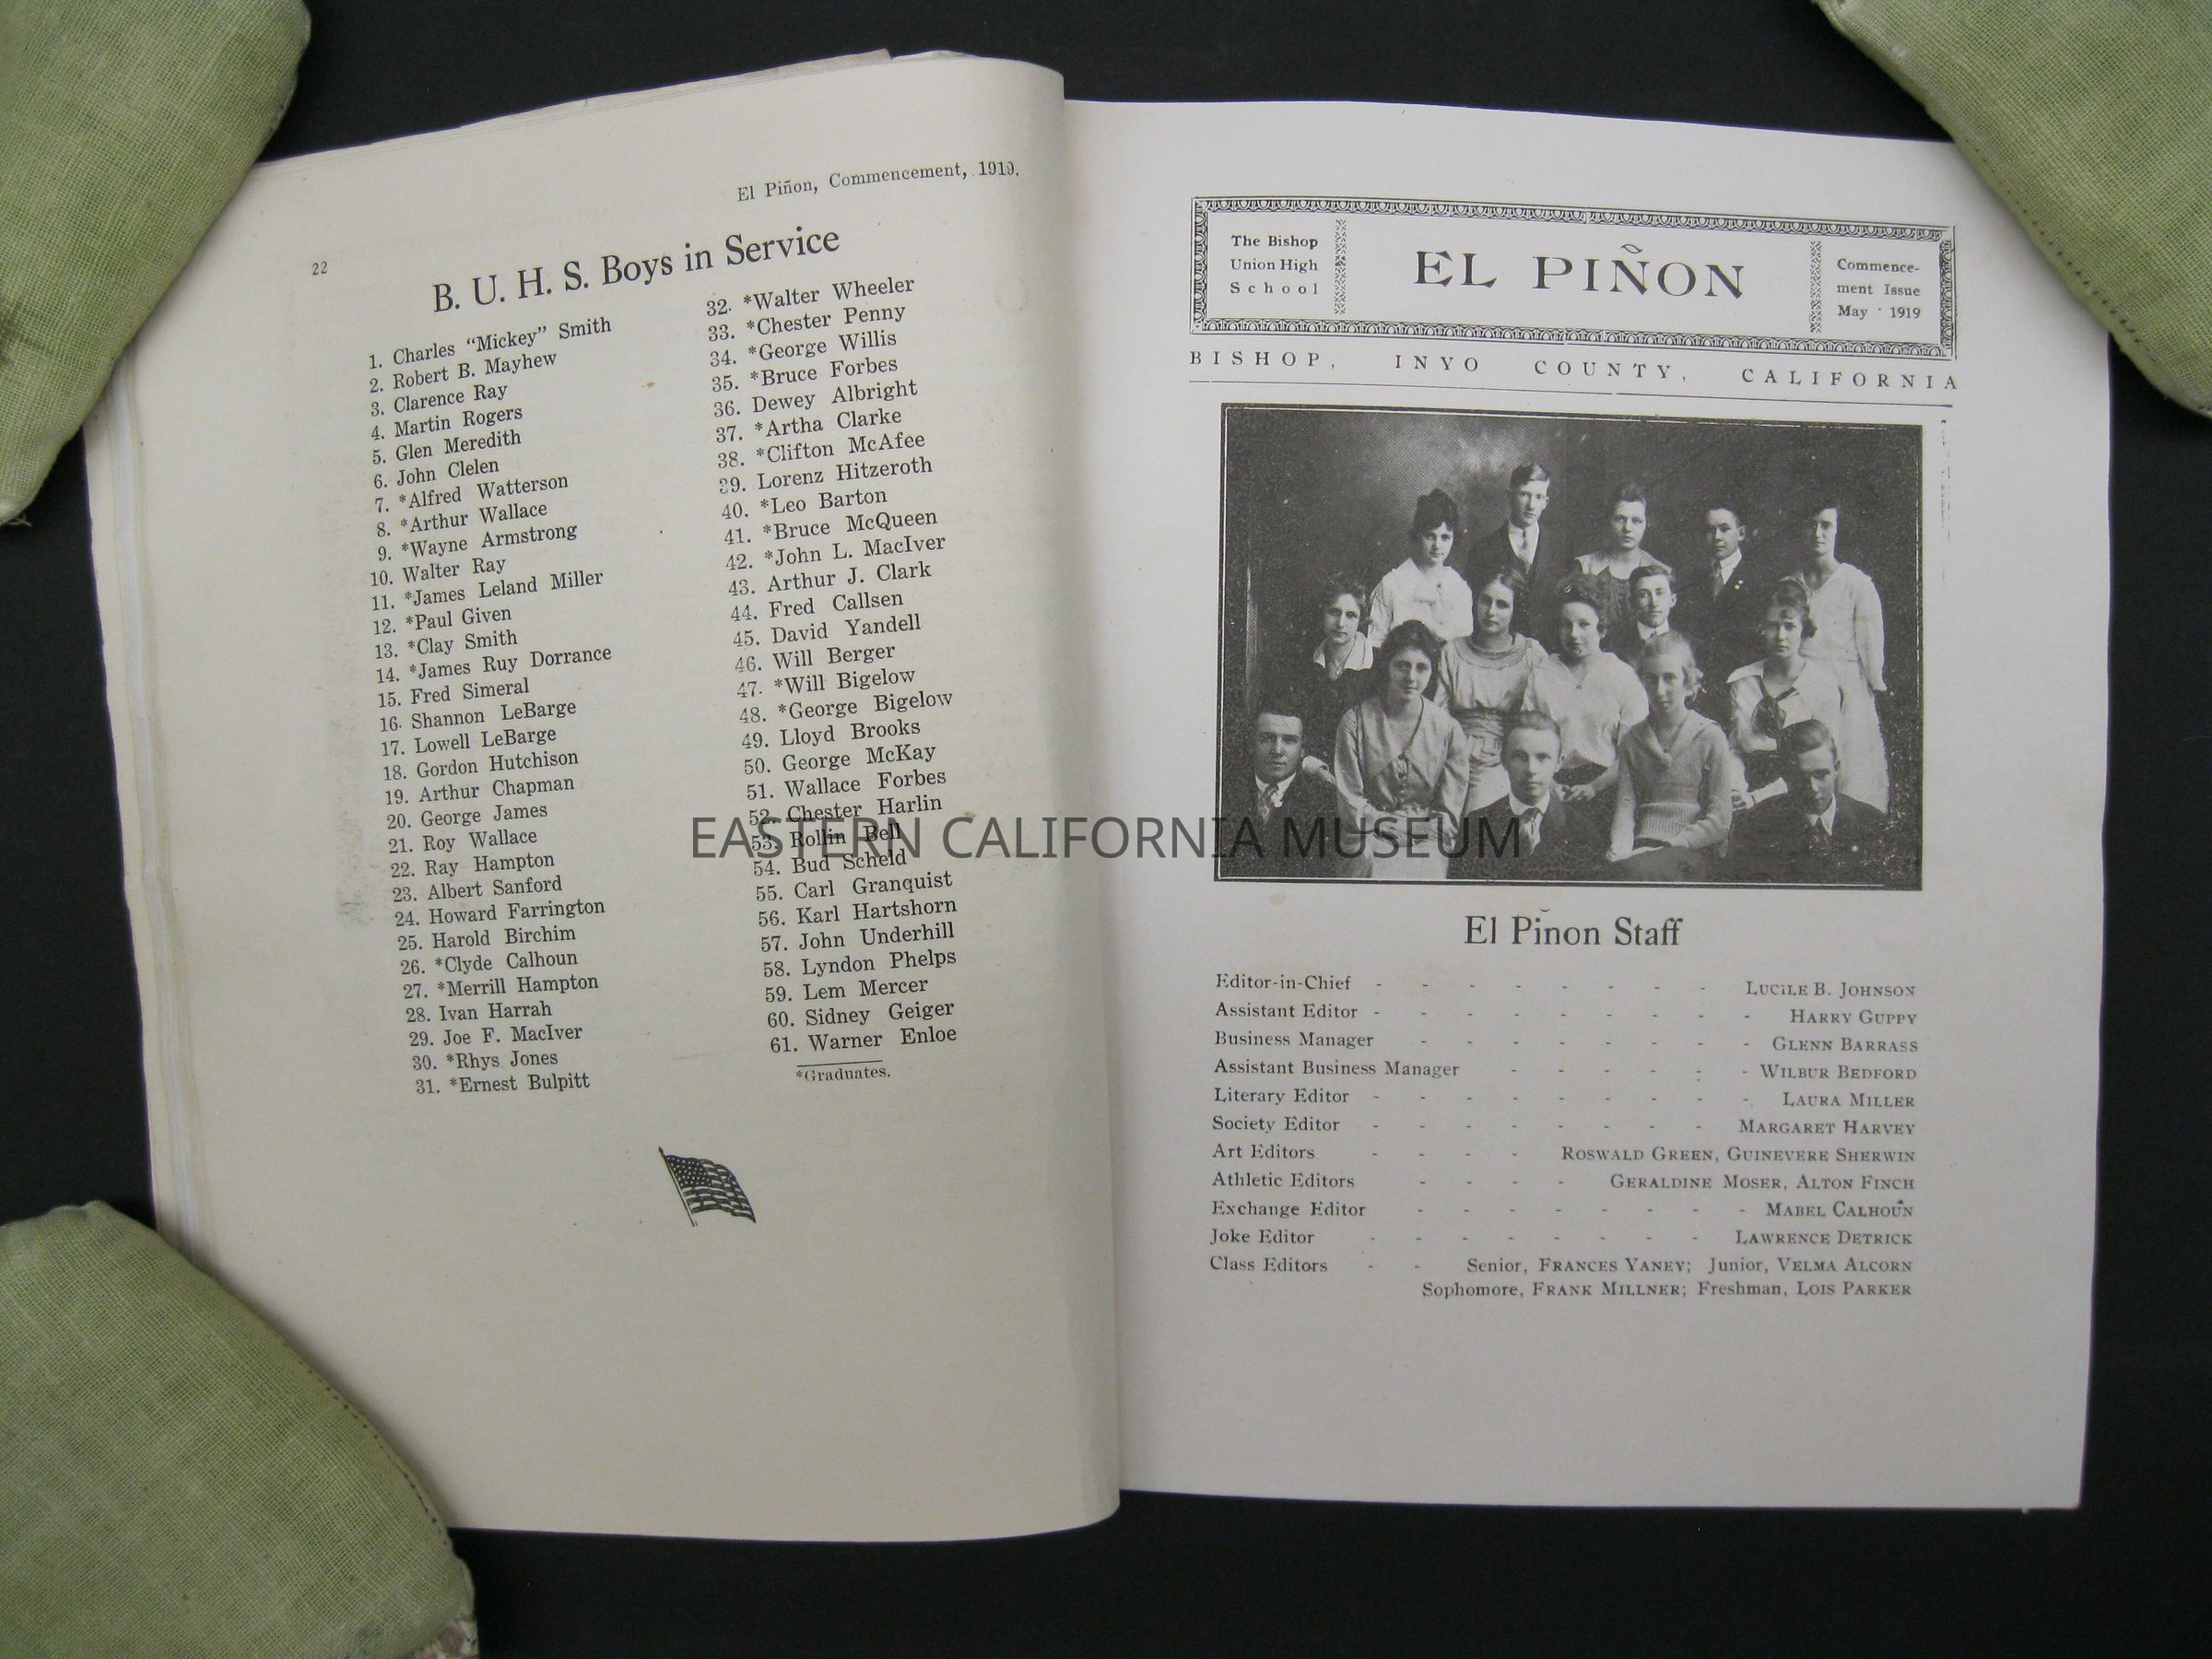 El Piñon, Commencement, 1919.
22
B. U. H. S. Boys in Service
1. Charles "Mickey" Smith
2. Robert B. Mayhew
3. Clarence Ray
4. Martin Rogers
5. Glen Meredith
6. John Clelen
7. *Alfred Watterson
8. *Arthur Wallace
9. *Wayne Armstrong
10. Walter Ray
11. *James Leland Miller
12. *Paul Given
13. *Clay Smith
14. *James Ruy Dorrance
15. Fred Simeral
16. Shannon LeBarge
17. Lowell LeBarge
18. Gordon Hutchison
19. Arthur Chapman
20. George James
21. Roy Wallace
22. Ray Hampton
23. Albert Sanford
24. Howard Farrington
25. Harold Birchim
26. *Clyde Calhoun
27. *Merrill Hampton
28. Ivan Harrah
29. Joe F. MacIver
30. *Rhys Jones
31. *Ernest Bulpitt
32. *Walter Wheeler
33. *Chester Penny
34. *George Willis
35. *Bruce Forbes
36. Dewey Albright
37. *Artha Clarke
38. *Clifton McAfee
39. Lorenz Hitzeroth
40. *Leo Barton
41. *Bruce McQueen
42. *John L. MacIver
43. Arthur J. Clark
44. Fred Callsen
45. David Yandell
46. Will Berger
47. *Will Bigelow
48. *George Bigelow
49. Lloyd Brooks
50. George McKay
51. Wallace Forbes
52. Chester Harlin
53. Rollin Bell
54. Bud Scheld
55. Carl Granquist
56. Karl Hartshorn
57. John Underhill
58. Lyndon Phelps
59. Lem Mercer
60. Sidney Geiger
61. Warner Enloe
*Graduates.
The Bishop
Union High
School
EL PIÑON
Commence-
ment Issue
May 1919
BISHOP, INYO COUNTY, CALIFORNIA
El Piñon Staff
Editor-in-Chief - - - - - - - - LUCILE B. JOHNSON
Assistant Editor - - - - - - - - - HARRY GUPPY
Business Manager - - - - - - - - GLENN BARRASS
Assistant Business Manager - - - - - - WILBUR BEDFORD
Literary Editor - - - - - - - - - LAURA MILLER
Society Editor - - - - - - - - MARGARET HARVEY
Art Editors - - - - ROSWALD GREEN, GUINEVERE SHERWIN
Athletic Editors - - - - GERALDINE MOSER, ALTON FINCH
Exchange Editor - - - - - - - - MABEL CALHOUN
Joke Editor - - - - - - - - LAWRENCE DETRICK
Class Editors - - Senior, FRANCES YANEY; Junior, VELMA ALCORN
Sophomore, FRANK MILLNER; Freshman, LOIS PARKER
EASTERN CALIFORNIA MUSEUM